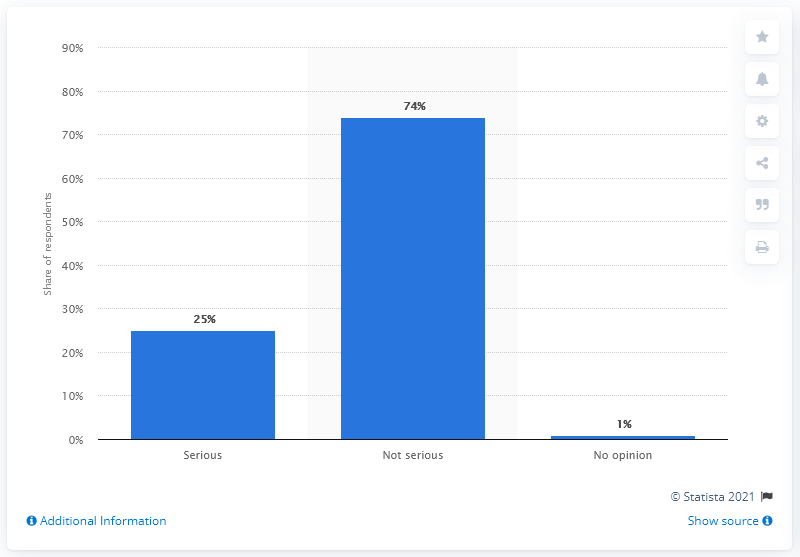 90%
80%
74%
70%
60%
50%
Share of respondents
40%
30%
25%
20%
10%
1%
0%
Serious
Not serious
No opinion
© Statista 2021
Additional Information
Show source